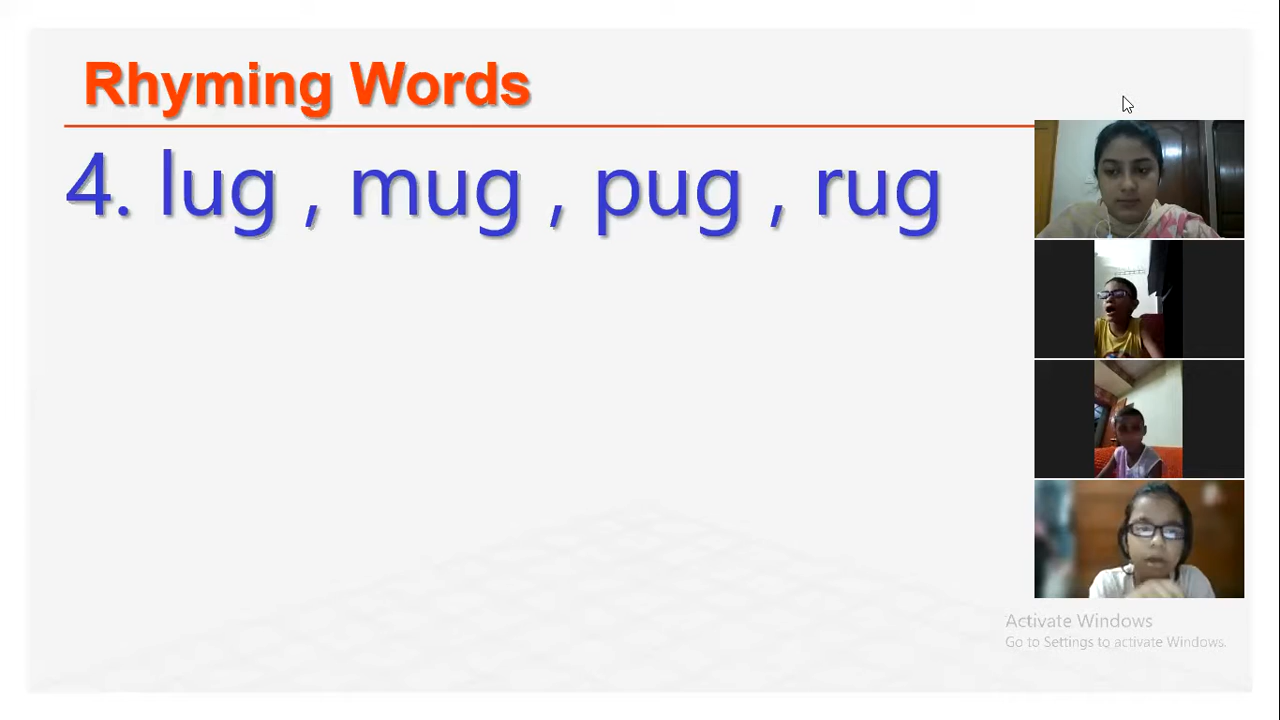 Rhyming Words
4. lug , mug , pug , rug
Activate Windows
Go to Settings to activate Windows.